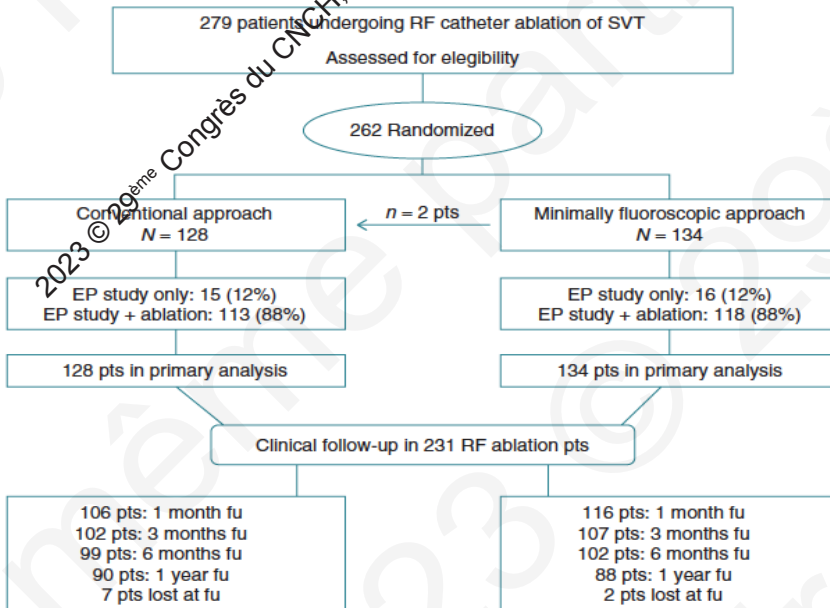 279 patients undergoing RF catheter ablation of SVT
Assessed for elegibility
2023 © 29ème Congrès du CNCH,
262 Randomized
Conventional approach
N = 128
n = 2 pts
Minimally fluoroscopic approach
N = 134
EP study only: 15 (12%)
EP study + ablation: 113 (88%)
EP study only: 16 (12%)
EP study + ablation: 118 (88%)
128 pts in primary analysis
134 pts in primary analysis
Clinical follow-up in 231 RF ablation pts
106 pts: 1 month fu
102 pts: 3 months fu
99 pts: 6 months fu
90 pts: 1 year fu
7 pts lost at fu
116 pts: 1 month fu
107 pts: 3 months fu
102 pts: 6 months fu
88 pts: 1 year fu
2 pts lost at fu